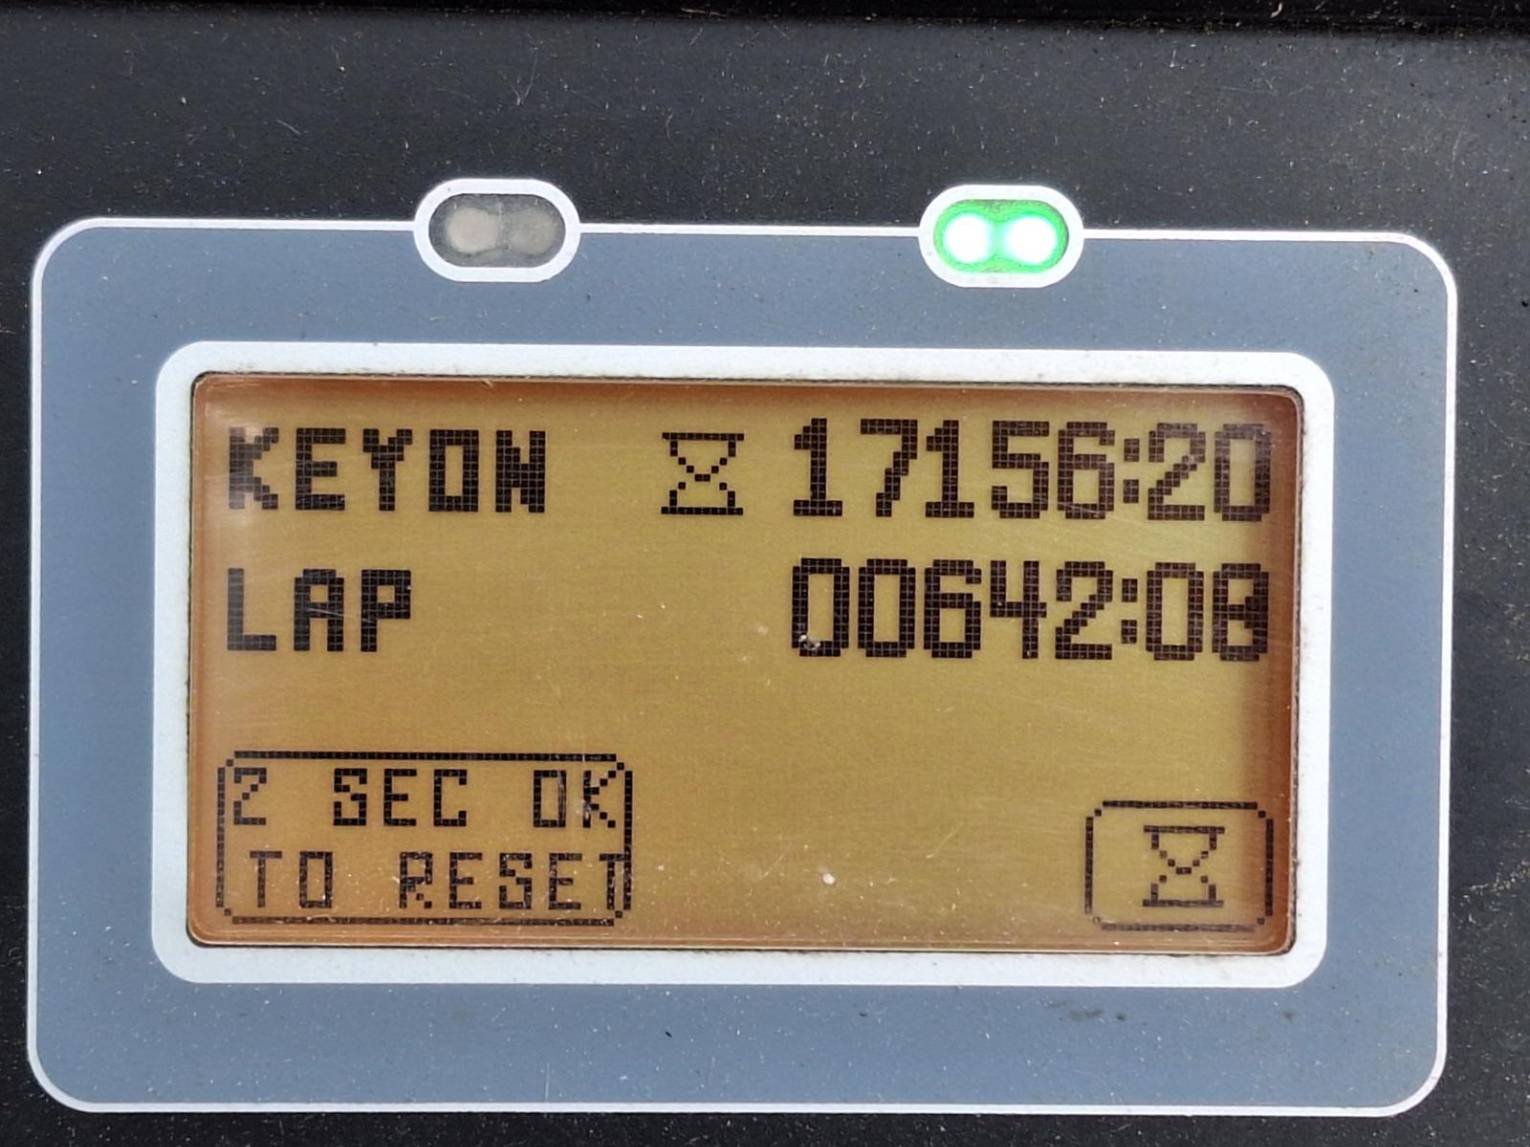 KEYON 17156:20
LAP 00642:08
2 SEC OK
TO RESET